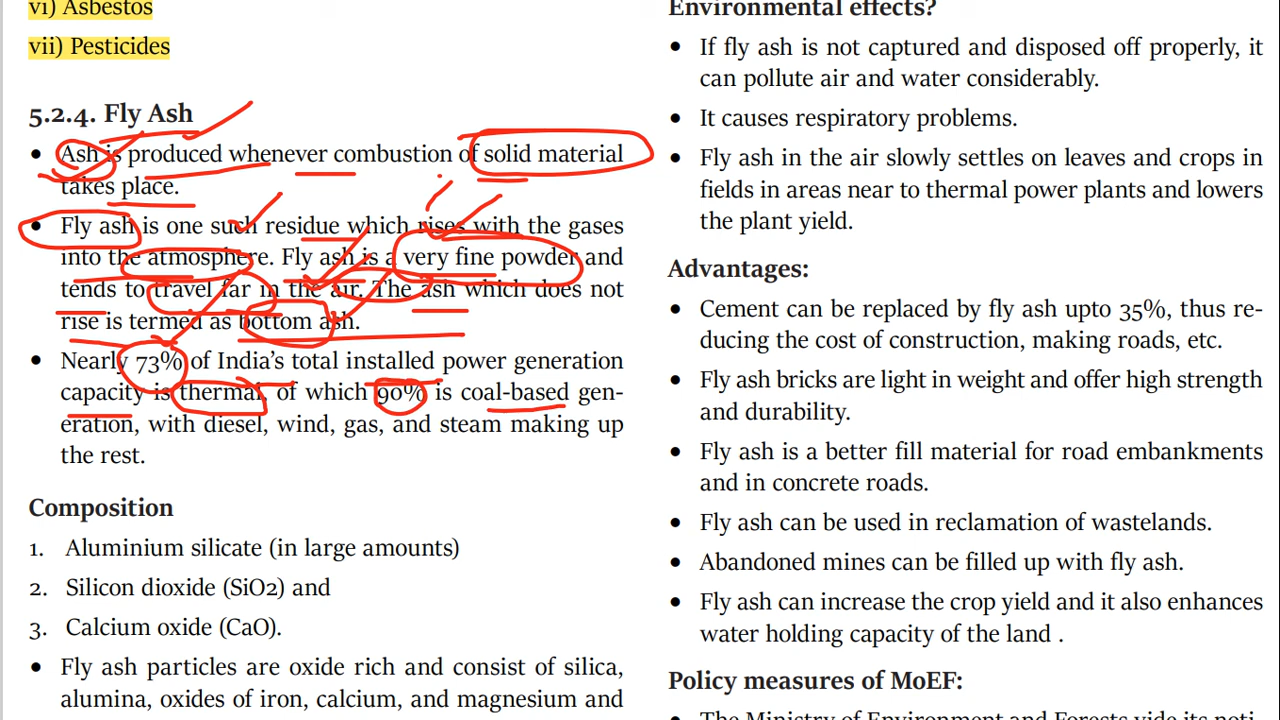 vi) Asbestos
vii) Pesticides
5.2.4. Fly Ash
• Ash is produced whenever combustion of solid material
takes place.
• Fly ash is one such residue which rises with the gases
into the atmosphere. Fly ash is a very fine powder and
tends to travel far in the air. The ash which does not
rise is termed as bottom ash.
• Nearly 73% of India's total installed power generation
capacity is thermal, of which 90% is coal-based gen-
eration, with diesel, wind, gas, and steam making up
the rest.
Composition
1. Aluminium silicate (in large amounts)
2. Silicon dioxide (SiO2) and
3. Calcium oxide (CaO).
• Fly ash particles are oxide rich and consist of silica,
alumina, oxides of iron, calcium, and magnesium and
Environmental effects?
• If fly ash is not captured and disposed off properly, it
can pollute air and water considerably.
• It causes respiratory problems.
• Fly ash in the air slowly settles on leaves and crops in
fields in areas near to thermal power plants and lowers
the plant yield.
Advantages:
• Cement can be replaced by fly ash upto 35%, thus re-
ducing the cost of construction, making roads, etc.
• Fly ash bricks are light in weight and offer high strength
and durability.
• Fly ash is a better fill material for road embankments
and in concrete roads.
• Fly ash can be used in reclamation of wastelands.
• Abandoned mines can be filled up with fly ash.
• Fly ash can increase the crop yield and it also enhances
water holding capacity of the land .
Policy measures of MoEF:
• The Ministry of Environment and Forests vide its noti-